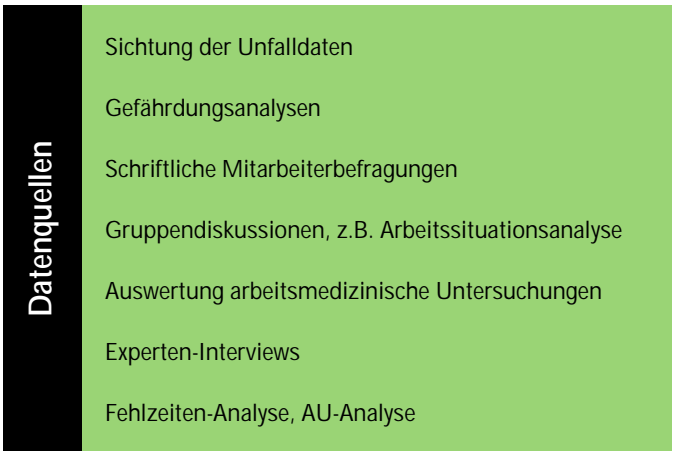 Datenquellen
Sichtung der Unfalldaten
Gefährdungsanalysen
Schriftliche Mitarbeiterbefragungen
Gruppendiskussionen, z.B. Arbeitssituationsanalyse
Auswertung arbeitsmedizinische Untersuchungen
Experten-Interviews
Fehlzeiten-Analyse, AU-Analyse